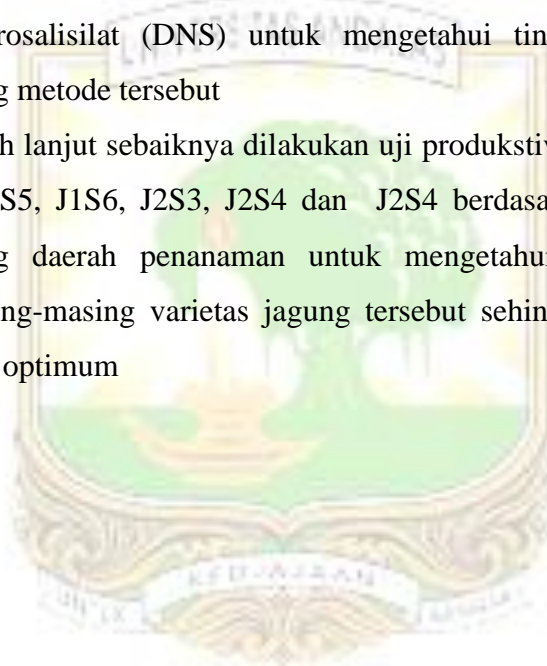 rosalisilat (DNS) untuk mengetahui tin
g metode tersebut
h lanjut sebaiknya dilakukan uji produkstiv
S5, J1S6, J2S3, J2S4 dan J2S4 berdasa
g daerah penanaman untuk mengetahu
ng-masing varietas jagung tersebut sehin
optimum
KEDJAJAAN